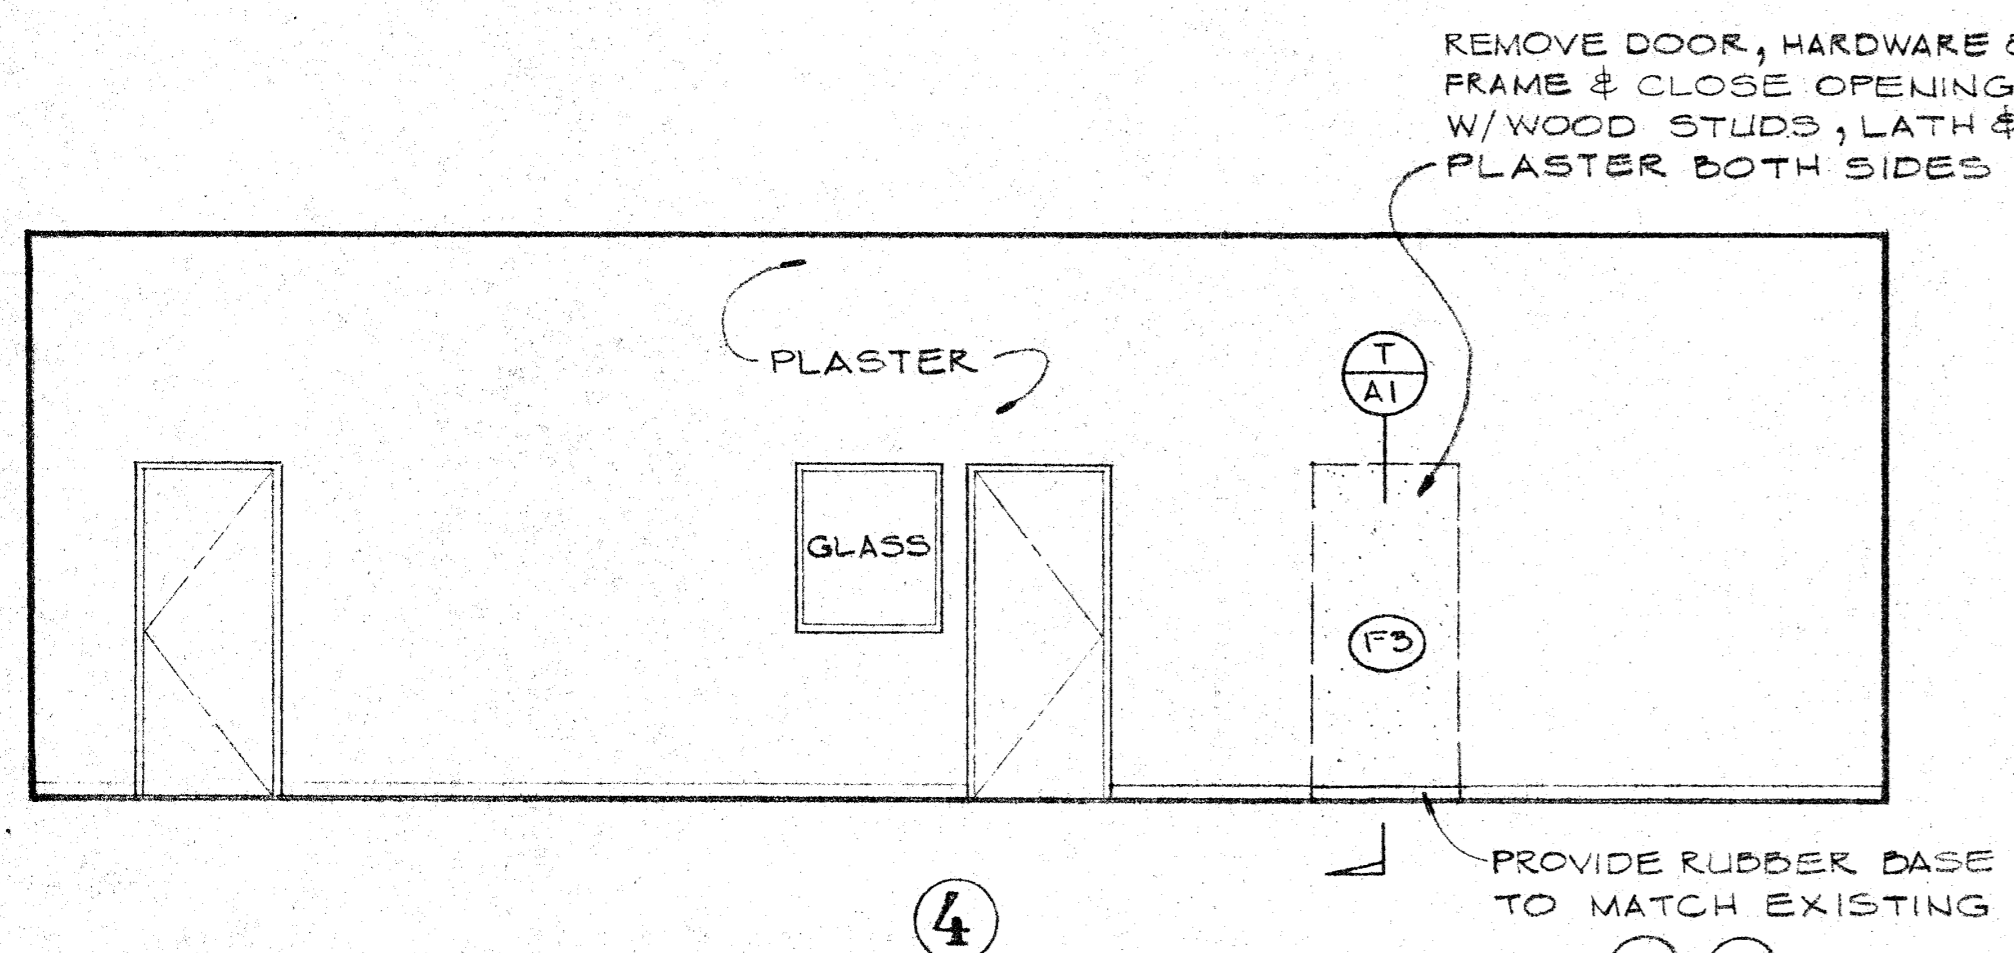 REMOVE DOOR, HARDWARE &
FRAME & CLOSE OPENING
W/WOOD STUDS, LATH &
PLASTER BOTH SIDES
PLASTER
T
A1
GLASS
F3
PROVIDE RUBBER BASE
TO MATCH EXISTING
4